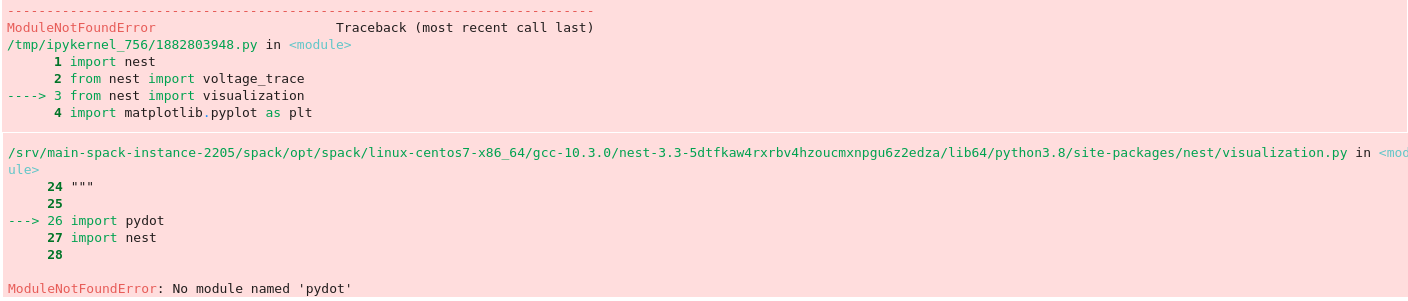 ---------------------------------------------------------------------------
ModuleNotFoundError                       Traceback (most recent call last)
/tmp/ipykernel_756/1882803948.py in <module>
      1 import nest
      2 from nest import voltage_trace
----> 3 from nest import visualization
      4 import matplotlib.pyplot as plt
/srv/main-spack-instance-2205/spack/opt/spack/linux-centos7-x86_64/gcc-10.3.0/nest-3.3-5dtfkaw4rxrbv4hzoucmxnpgu6z2edza/lib64/python3.8/site-packages/nest/visualization.py in <mod
ule>
     24 """
     25
---> 26 import pydot
     27 import nest
     28
ModuleNotFoundError: No module named 'pydot'